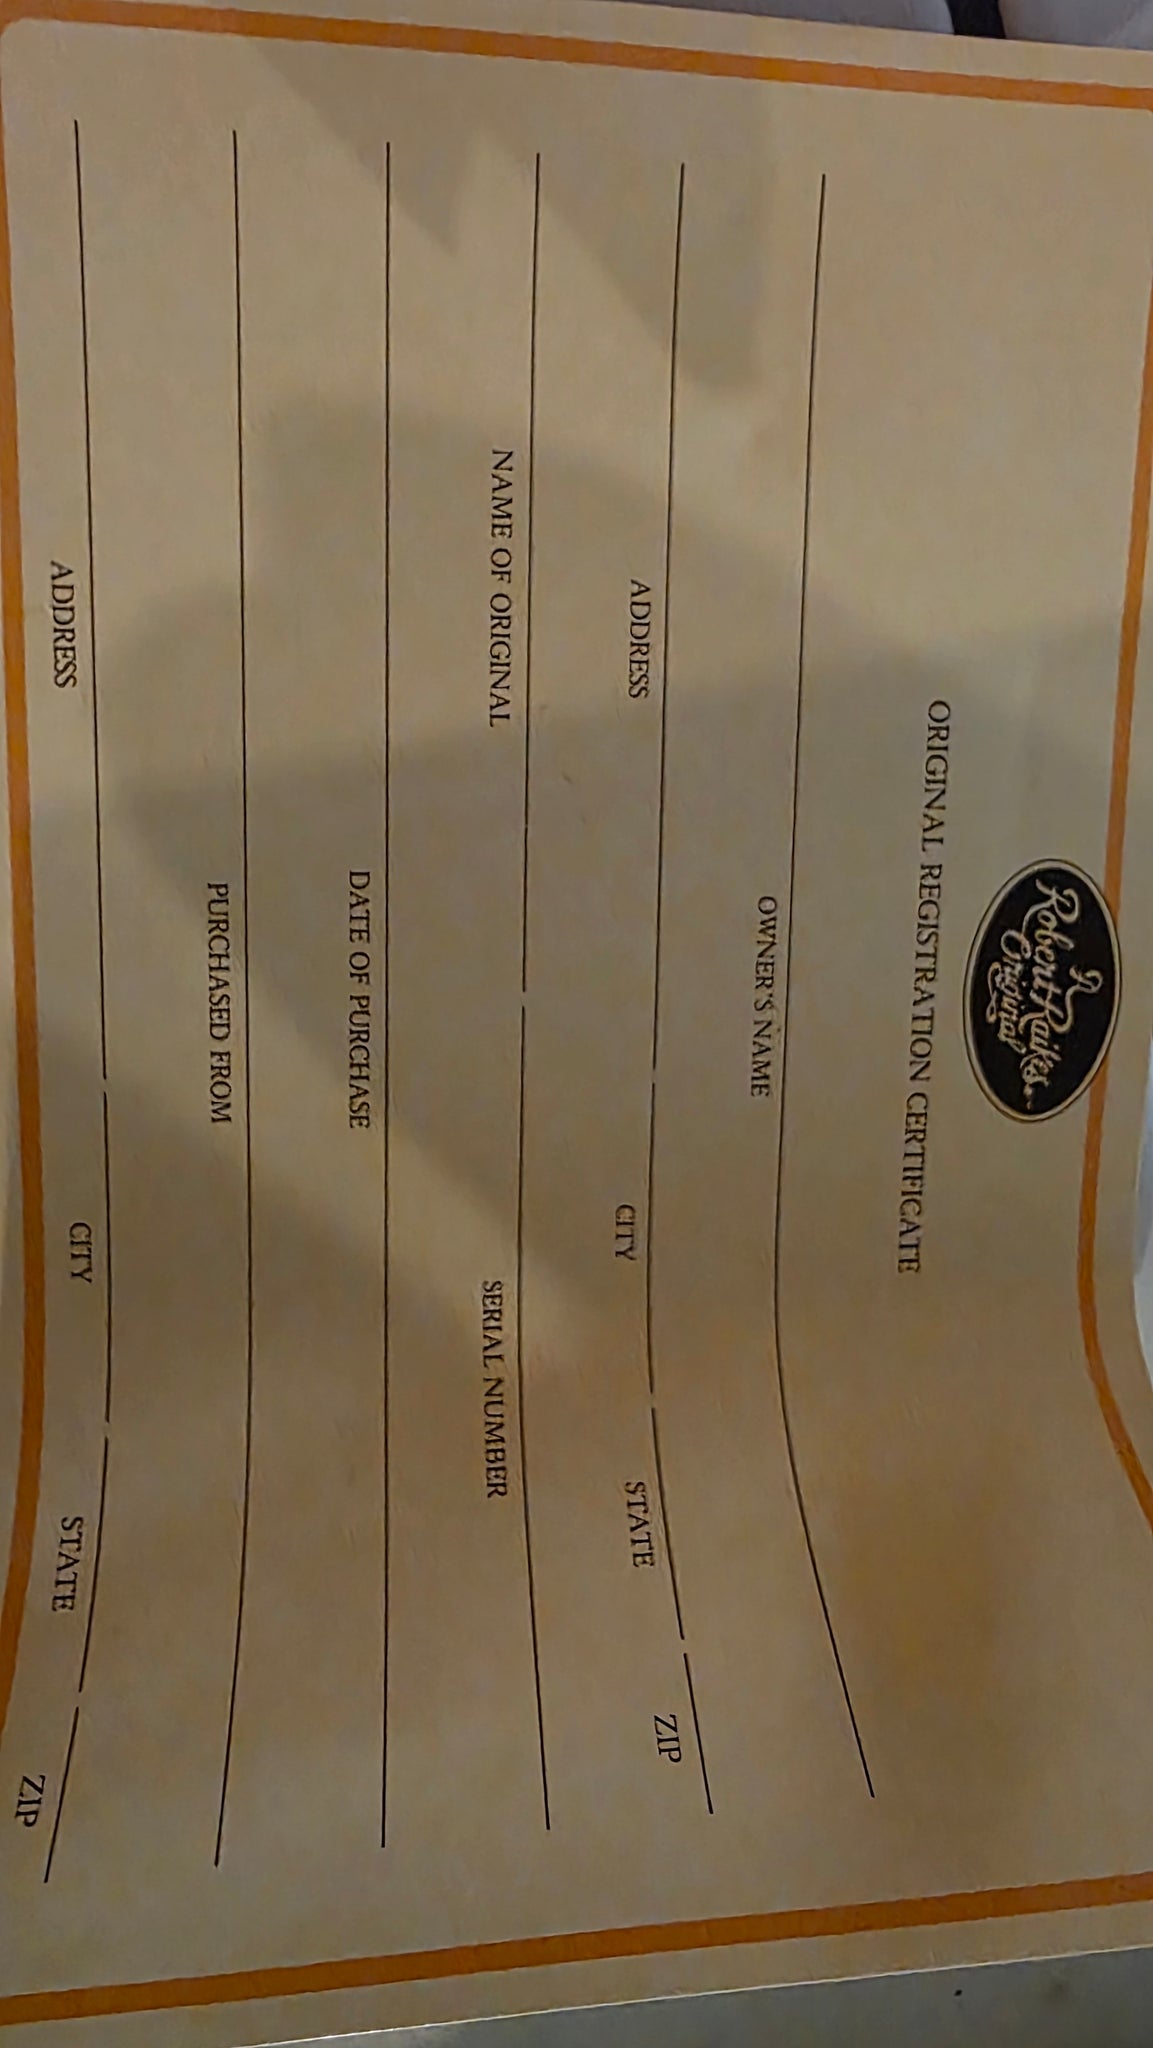 R
Robert Raikes
Original
ORIGINAL REGISTRATION CERTIFICATE
OWNER'S NAME
ADDRESS CITY STATE ZIP
NAME OF ORIGINAL SERIAL NUMBER
DATE OF PURCHASE
PURCHASED FROM
ADDRESS CITY STATE ZIP